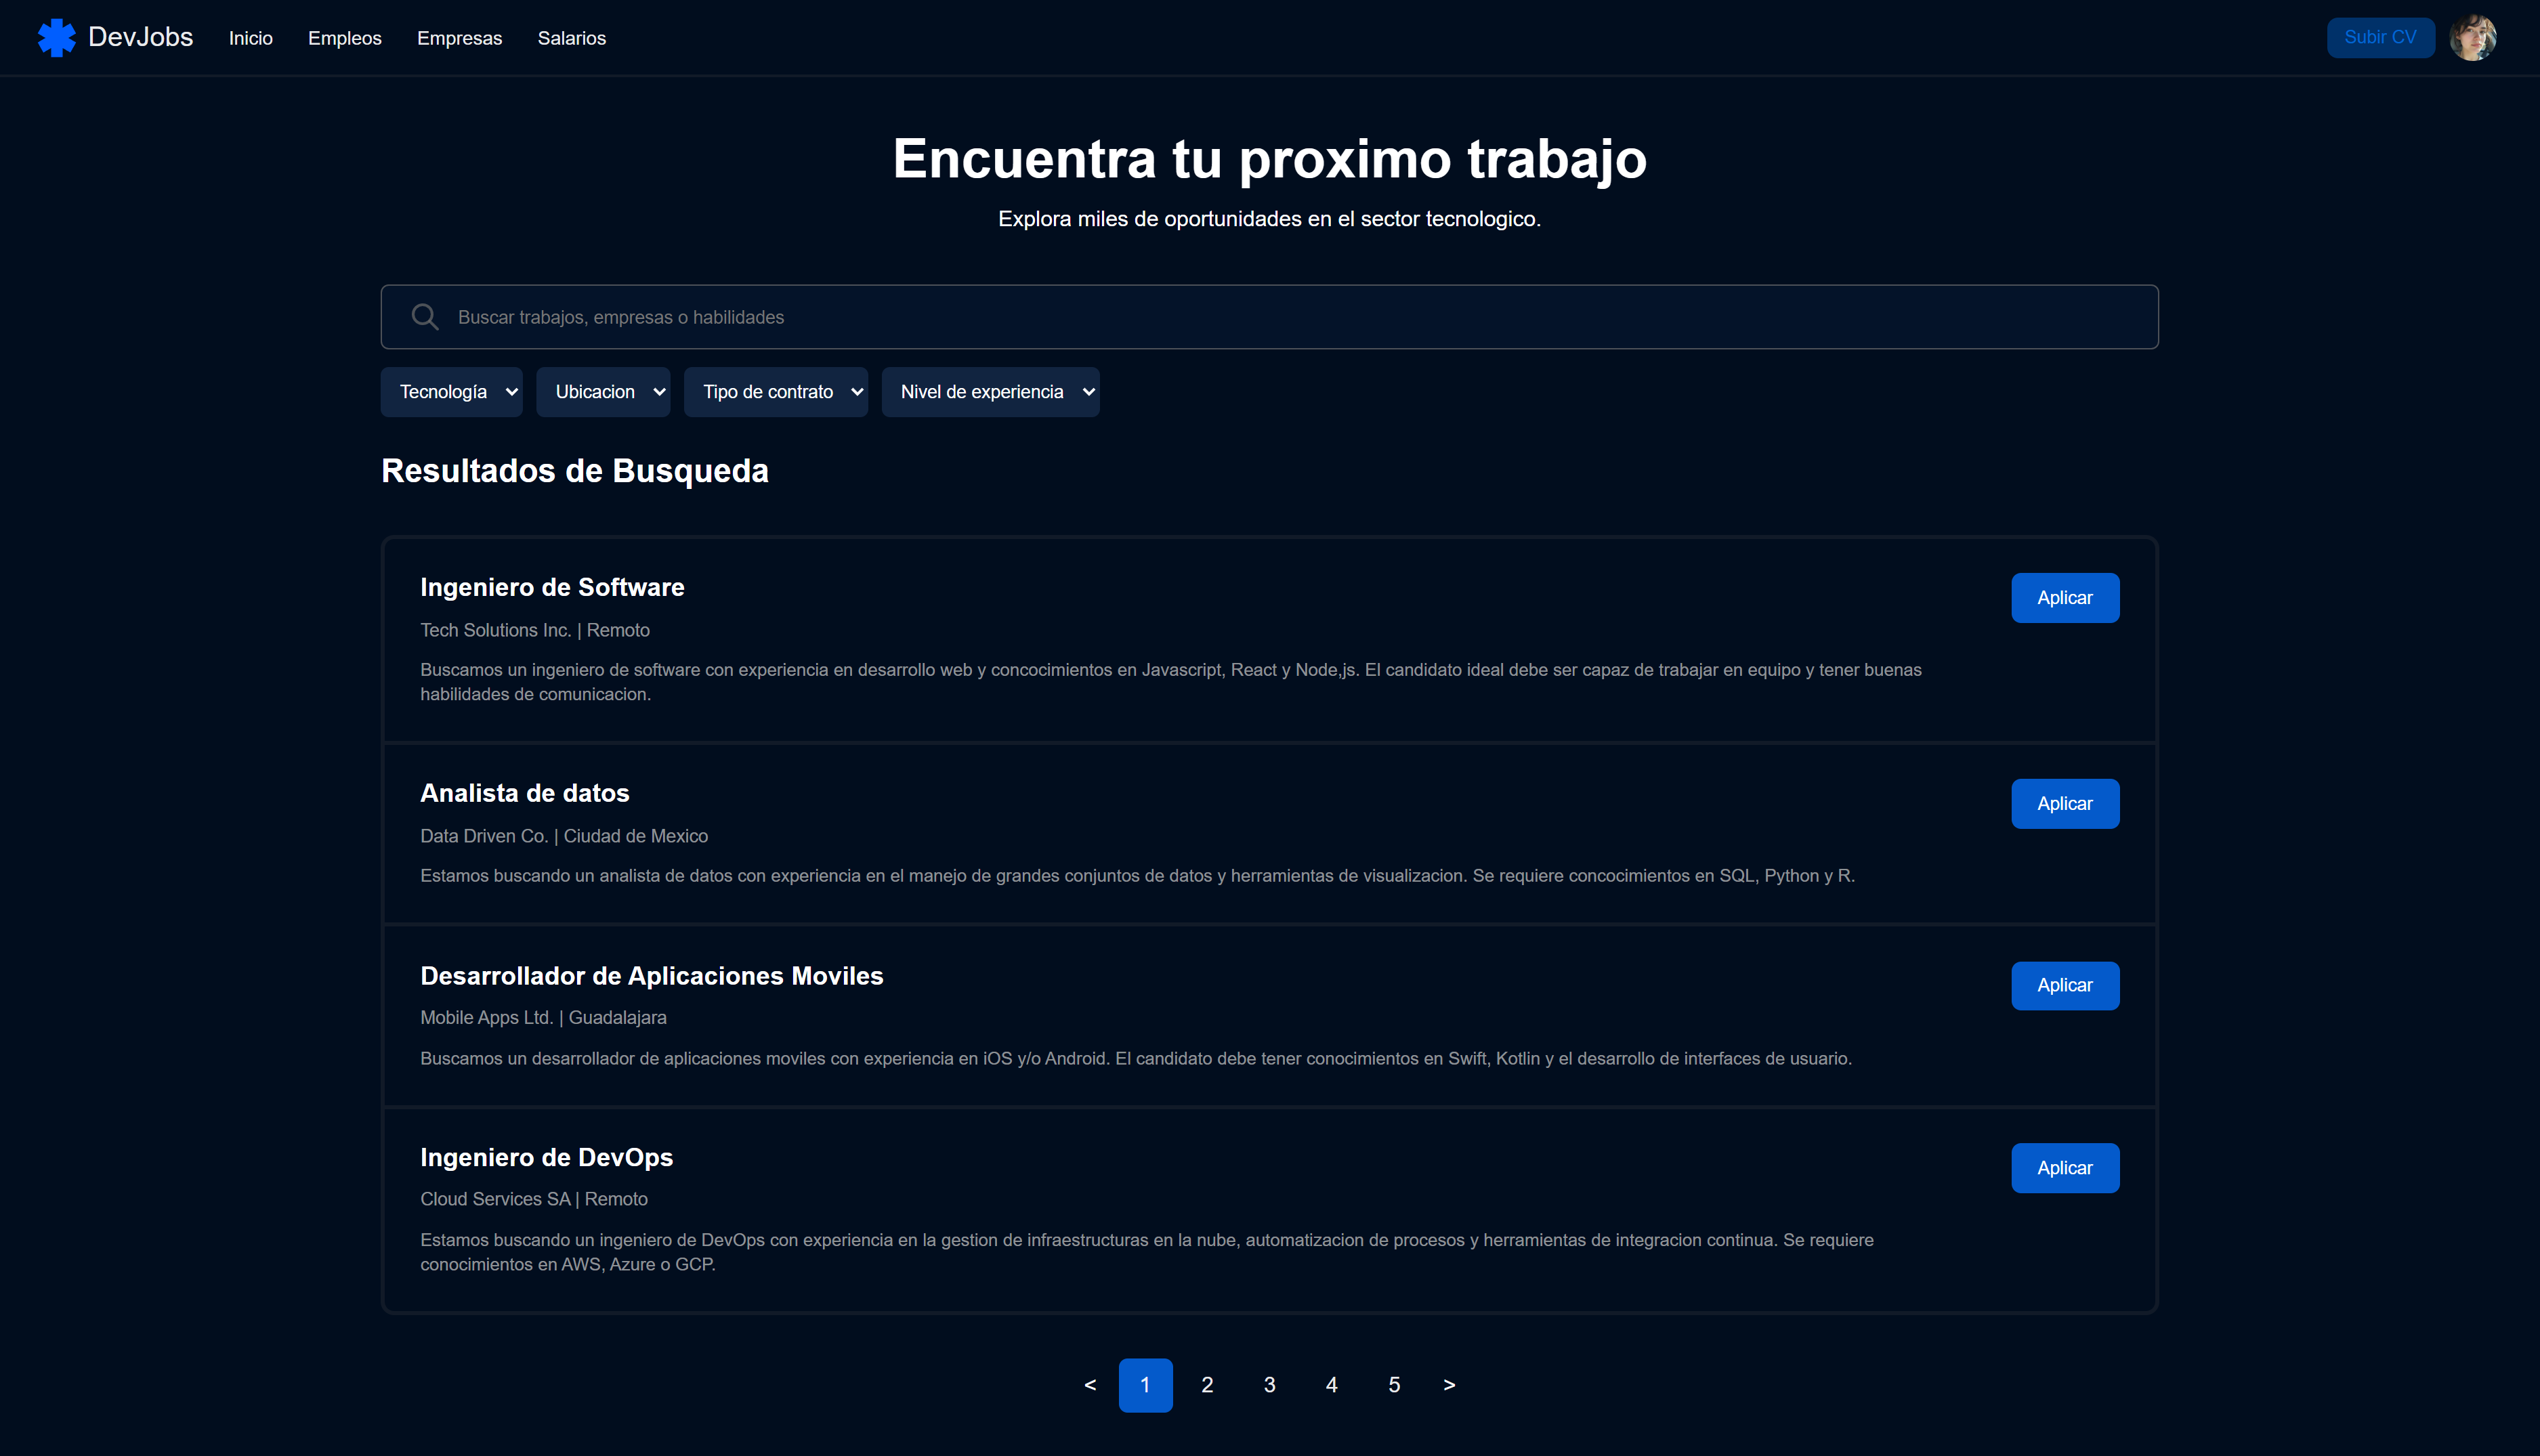 DevJobs Inicio Empleos Empresas Salarios Subir CV
Encuentra tu proximo trabajo
Explora miles de oportunidades en el sector tecnologico.
Buscar trabajos, empresas o habilidades
Tecnología Ubicacion Tipo de contrato Nivel de experiencia
Resultados de Busqueda
Ingeniero de Software
Aplicar
Tech Solutions Inc. | Remoto
Buscamos un ingeniero de software con experiencia en desarrollo web y concocimientos en Javascript, React y Node,js. El candidato ideal debe ser capaz de trabajar en equipo y tener buenas
habilidades de comunicacion.
Analista de datos
Aplicar
Data Driven Co. | Ciudad de Mexico
Estamos buscando un analista de datos con experiencia en el manejo de grandes conjuntos de datos y herramientas de visualizacion. Se requiere concocimientos en SQL, Python y R.
Desarrollador de Aplicaciones Moviles
Aplicar
Mobile Apps Ltd. | Guadalajara
Buscamos un desarrollador de aplicaciones moviles con experiencia en iOS y/o Android. El candidato debe tener conocimientos en Swift, Kotlin y el desarrollo de interfaces de usuario.
Ingeniero de DevOps
Aplicar
Cloud Services SA | Remoto
Estamos buscando un ingeniero de DevOps con experiencia en la gestion de infraestructuras en la nube, automatizacion de procesos y herramientas de integracion continua. Se requiere
conocimientos en AWS, Azure o GCP.
< 1 2 3 4 5 >